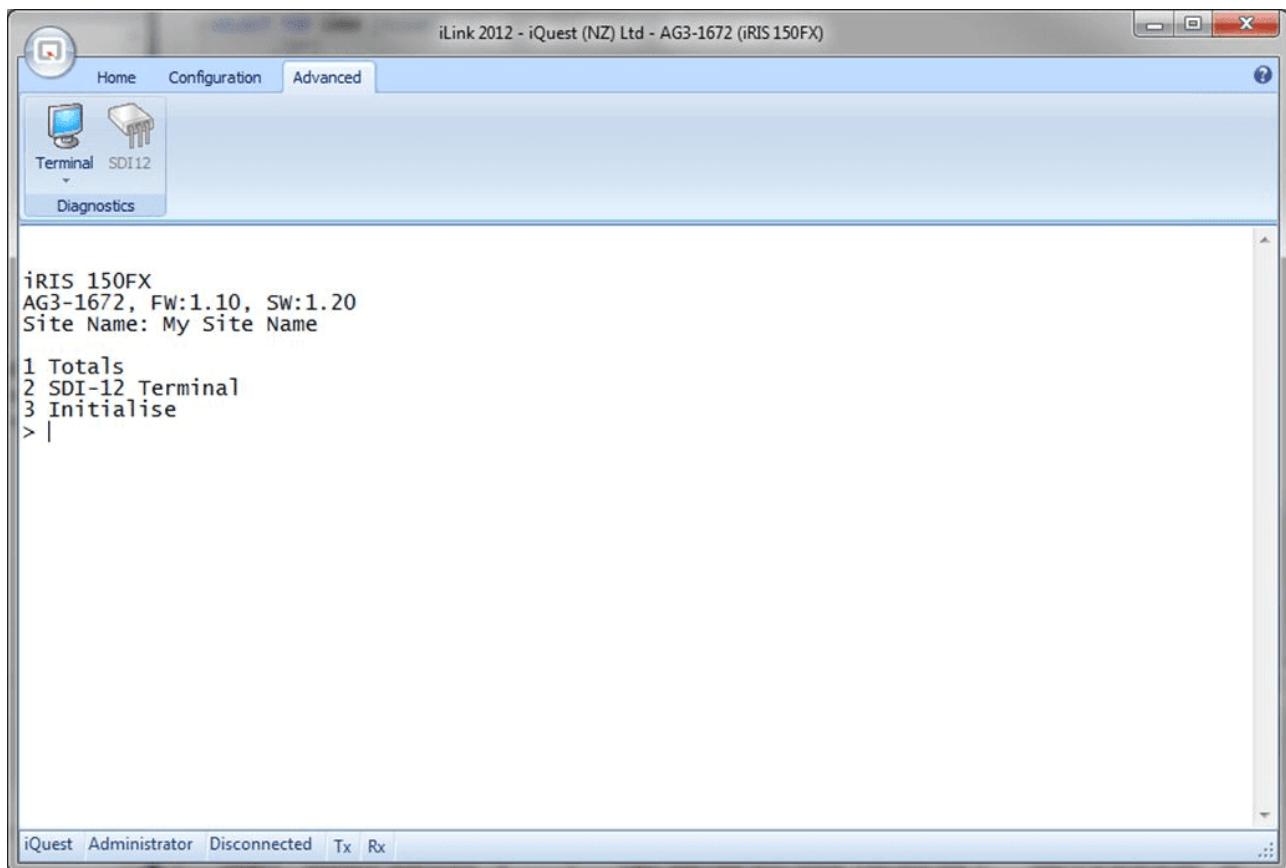 iLink 2012 - iQuest (NZ) Ltd - AG3-1672 (iRIS 150FX)
Home Configuration Advanced
Terminal SDI12
Diagnostics
iRIS 150FX
AG3-1672, FW:1.10, SW:1.20
Site Name: My Site Name
1 Totals
2 SDI-12 Terminal
3 Initialise
> |
iQuest Administrator Disconnected Tx Rx